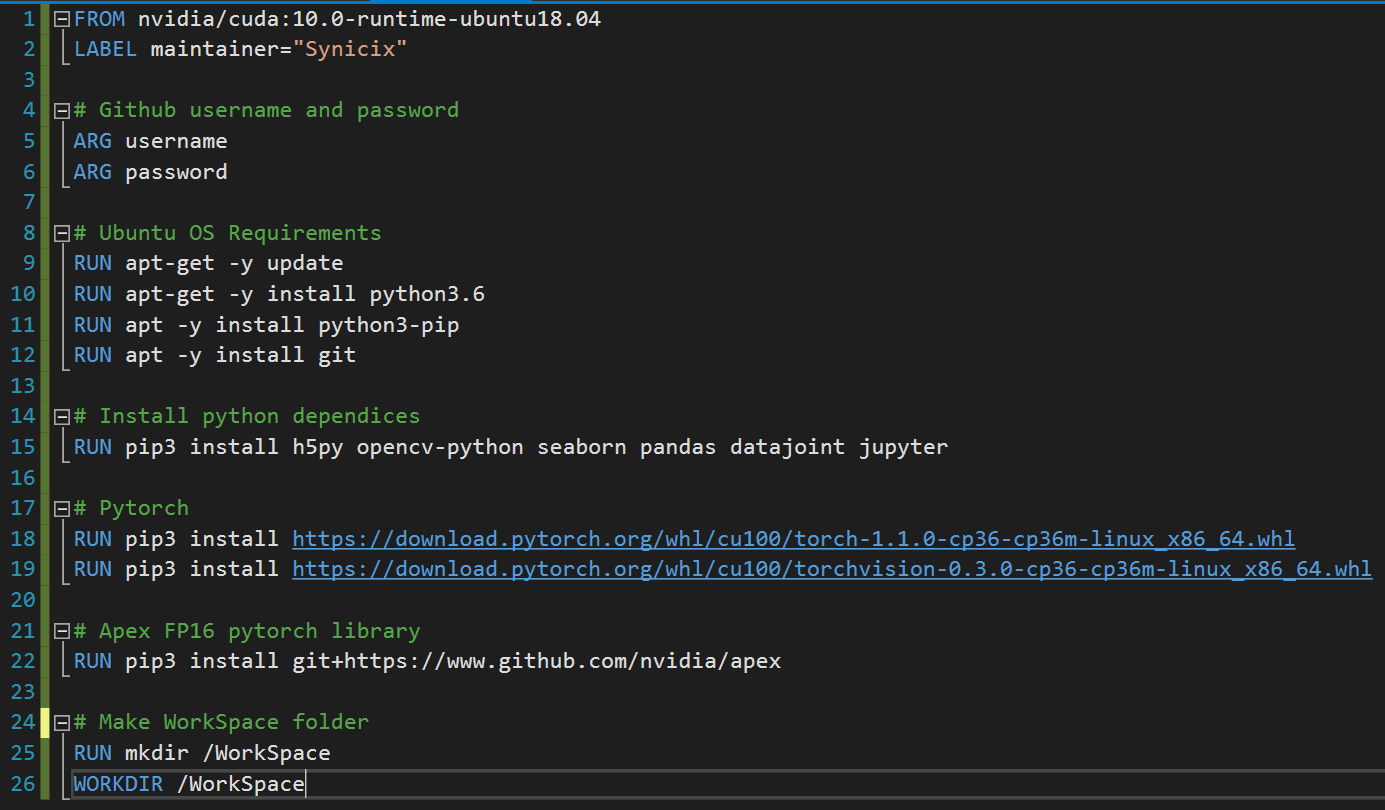 1 FROM nvidia/cuda:10.0-runtime-ubuntu18.04
2 LABEL maintainer="Synicix"
3
4 # Github username and password
5 ARG username
6 ARG password
7
8 # Ubuntu OS Requirements
9 RUN apt-get -y update
10 RUN apt-get -y install python3.6
11 RUN apt -y install python3-pip
12 RUN apt -y install git
13
14 # Install python dependices
15 RUN pip3 install h5py opencv-python seaborn pandas datajoint jupyter
16
17 # Pytorch
18 RUN pip3 install https://download.pytorch.org/whl/cu100/torch-1.1.0-cp36-cp36m-linux_x86_64.whl
19 RUN pip3 install https://download.pytorch.org/whl/cu100/torchvision-0.3.0-cp36-cp36m-linux_x86_64.whl
20
21 # Apex FP16 pytorch library
22 RUN pip3 install git+https://www.github.com/nvidia/apex
23
24 # Make WorkSpace folder
25 RUN mkdir /WorkSpace
26 WORKDIR /WorkSpace